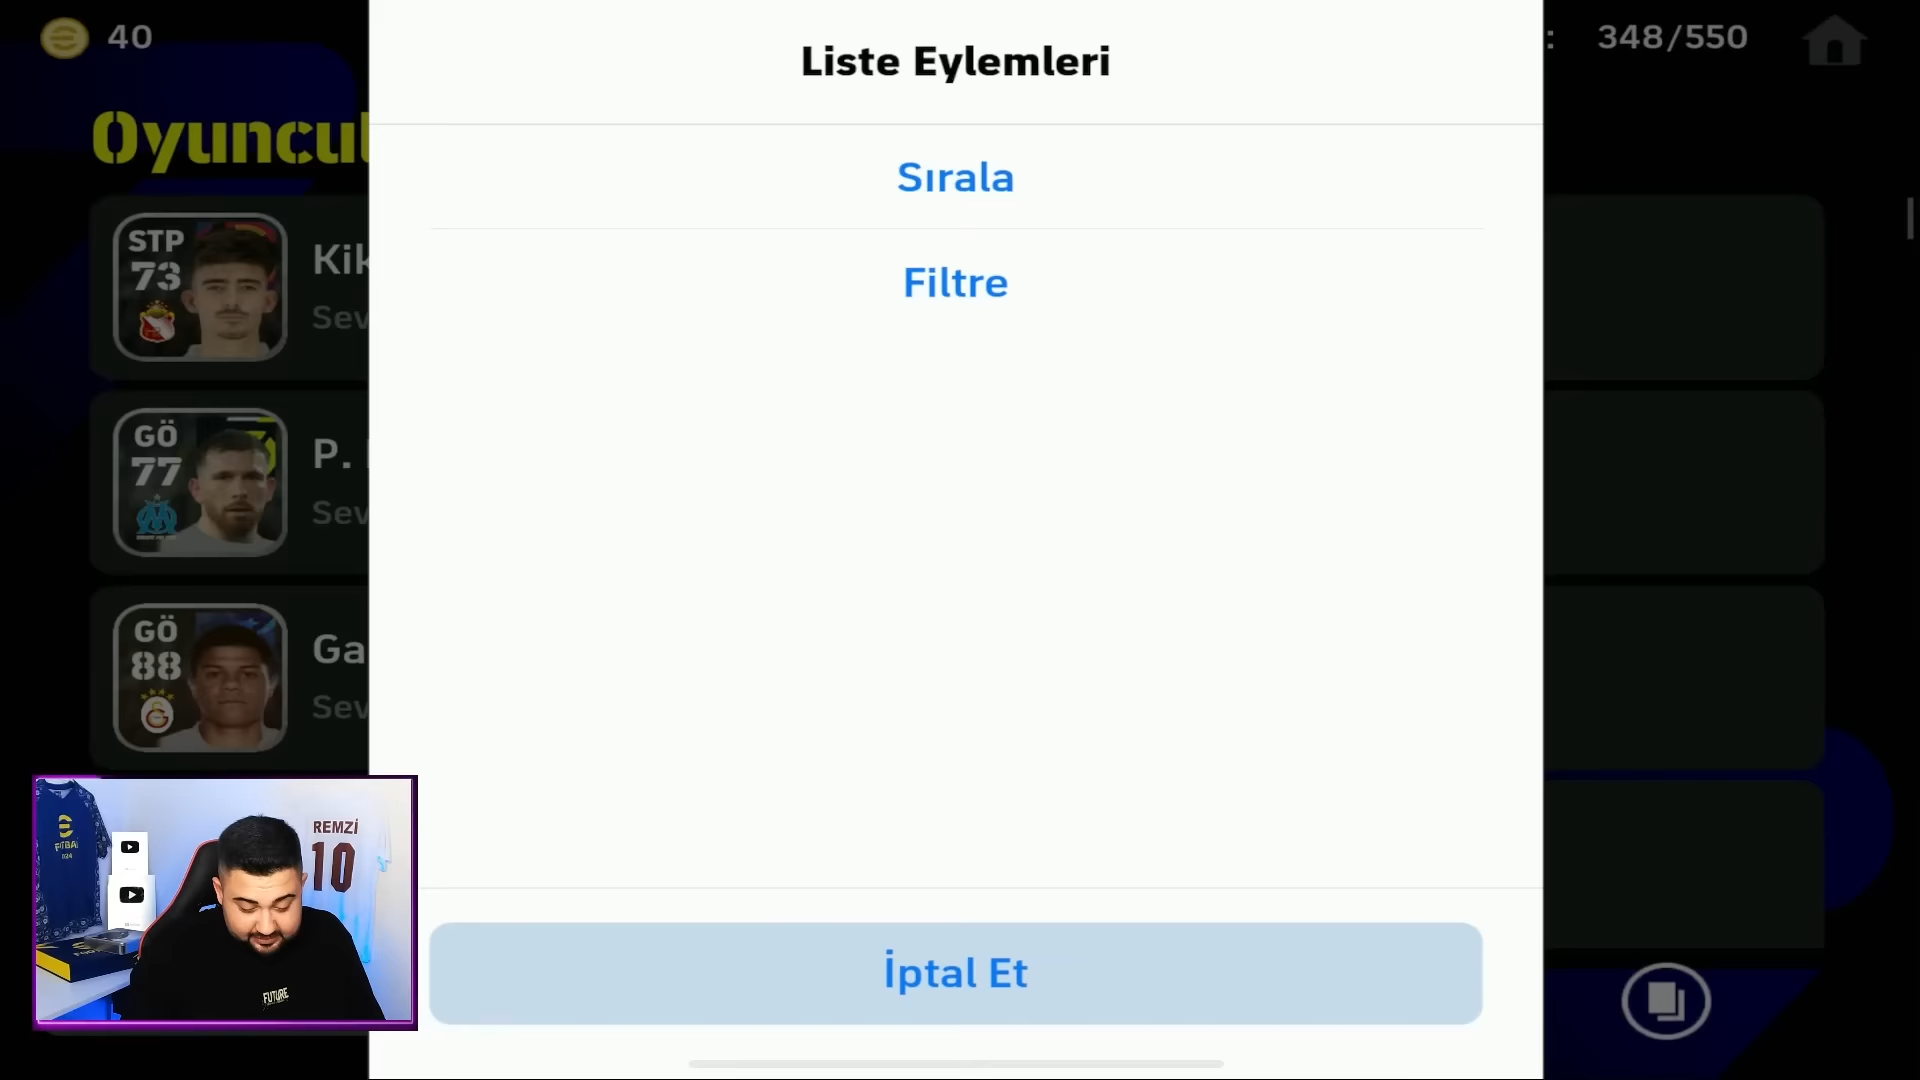 40
Liste Eylemleri
: 348/550
Oyuncul
Sırala
Filtre
STP
73
Kik
Sev
GÖ
77
P.
Sev
GÖ
88
Ga
Sev
REMZİ
10
FUTURE
İptal Et